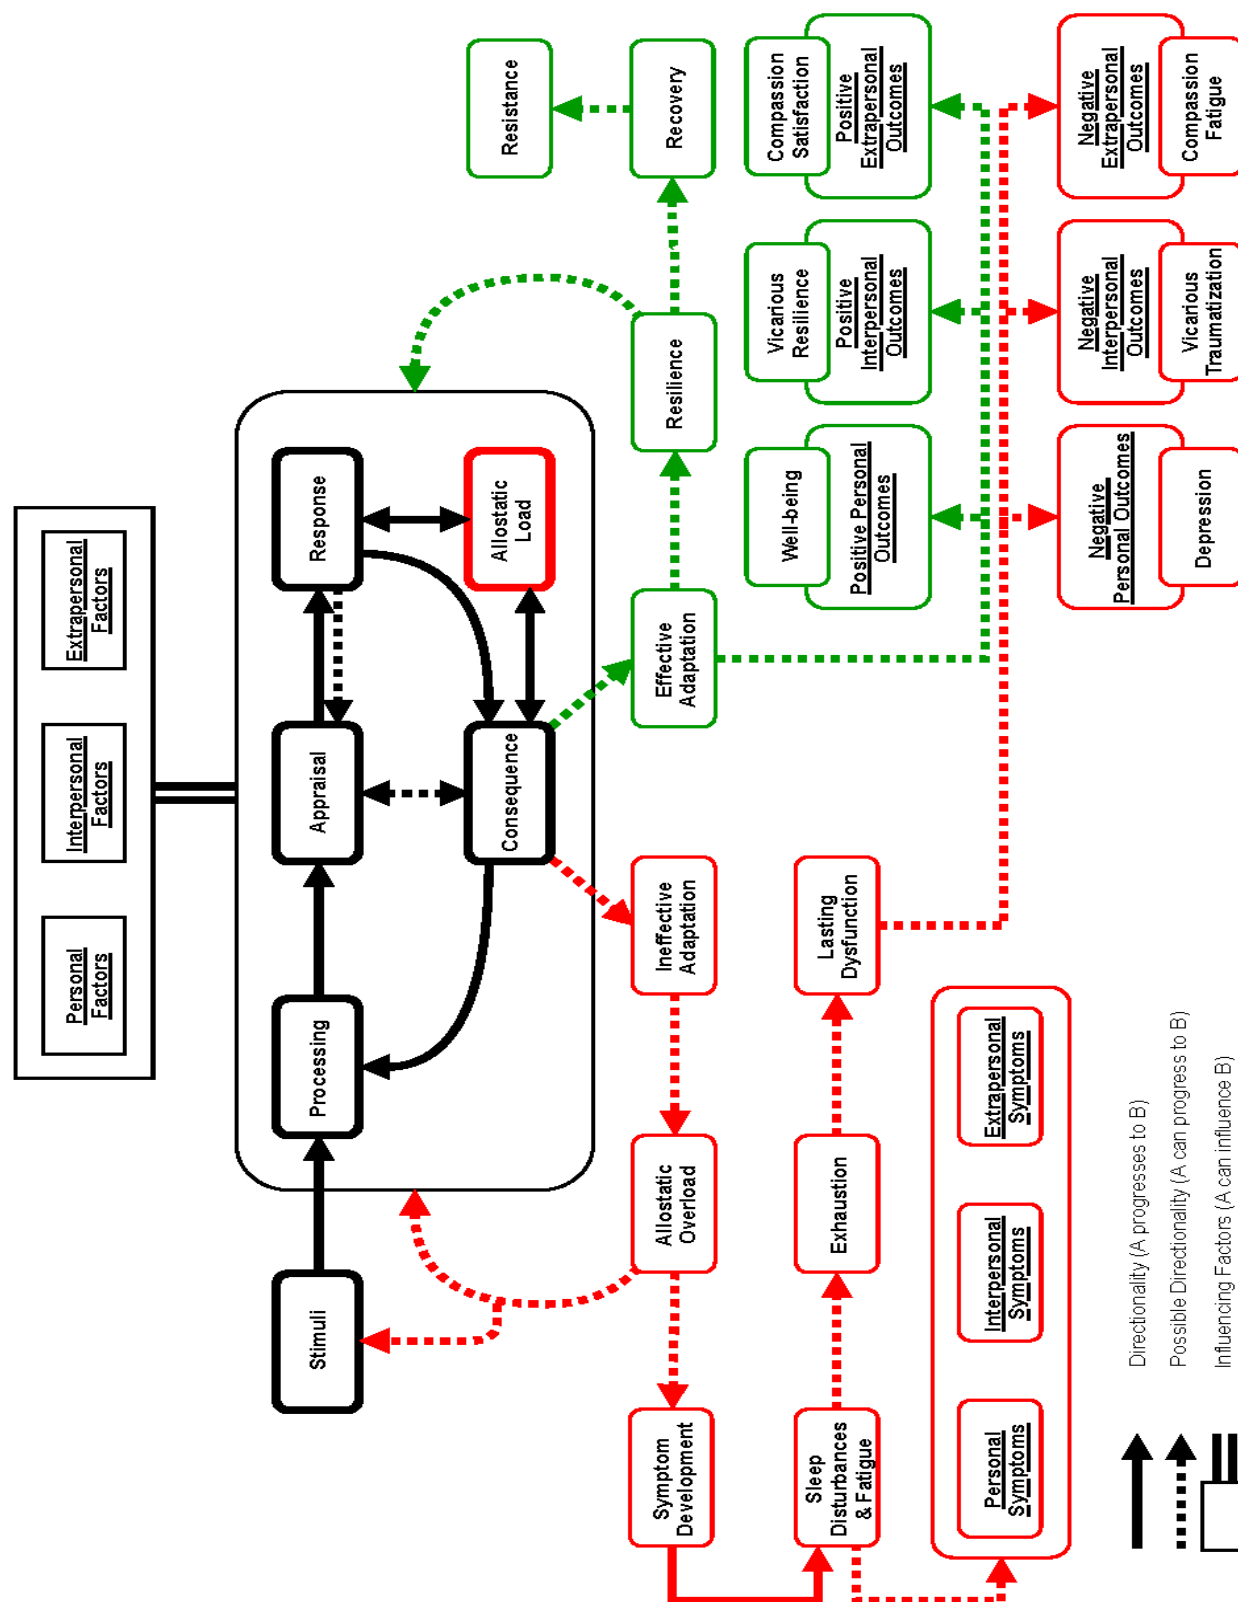 Personal
Factors
Interpersonal
Factors
Extrapersonal
Factors
Stimuli
Processing
Appraisal
Response
Consequence
Allostatic
Load
Symptom
Development
Allostatic
Overload
Ineffective
Adaptation
Effective
Adaptation
Resilience
Recovery
Resistance
Sleep
Disturbances
& Fatigue
Exhaustion
Lasting
Dysfunction
Well-being
Positive Personal
Outcomes
Vicarious
Resilience
Positive
Interpersonal
Outcomes
Compassion
Satisfaction
Positive
Extrapersonal
Outcomes
Personal
Symptoms
Interpersonal
Symptoms
Extrapersonal
Symptoms
Negative
Personal Outcomes
Depression
Negative
Interpersonal
Outcomes
Vicarious
Traumatization
Negative
Extrapersonal
Outcomes
Compassion
Fatigue
Directionality (A progresses to B)
Possible Directionality (A can progress to B)
Influencing Factors (A can influence B)